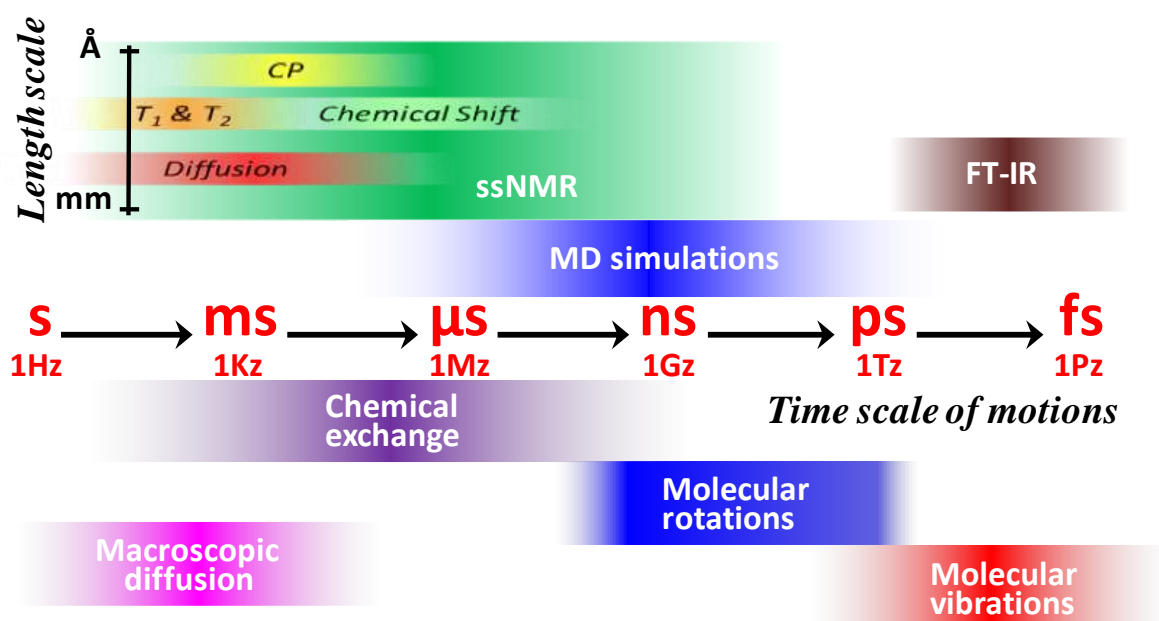 Length scale
Å
mm
CP
T1 & T2
Chemical Shift
Diffusion
ssNMR
FT-IR
MD simulations
s
ms
μs
ns
ps
fs
1Hz
1Kz
1Mz
1Gz
1Tz
1Pz
Chemical
exchange
Time scale of motions
Molecular
rotations
Macroscopic
diffusion
Molecular
vibrations